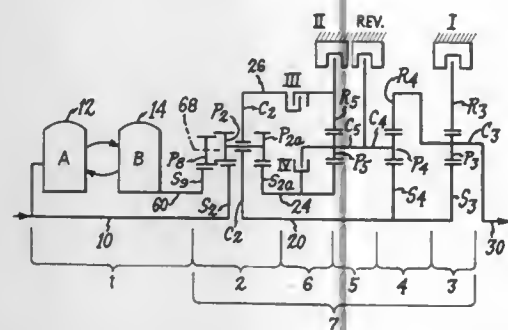 II REV. I
26 III
12 14 68 P2 C2 R5 R4 R3
P2a C5 C4 C3
A B P8 IV P5 P4 P3
S9 S2a
60 S2 C2 24 S4 S3
10 20 30
1 2 6 5 4 3
7